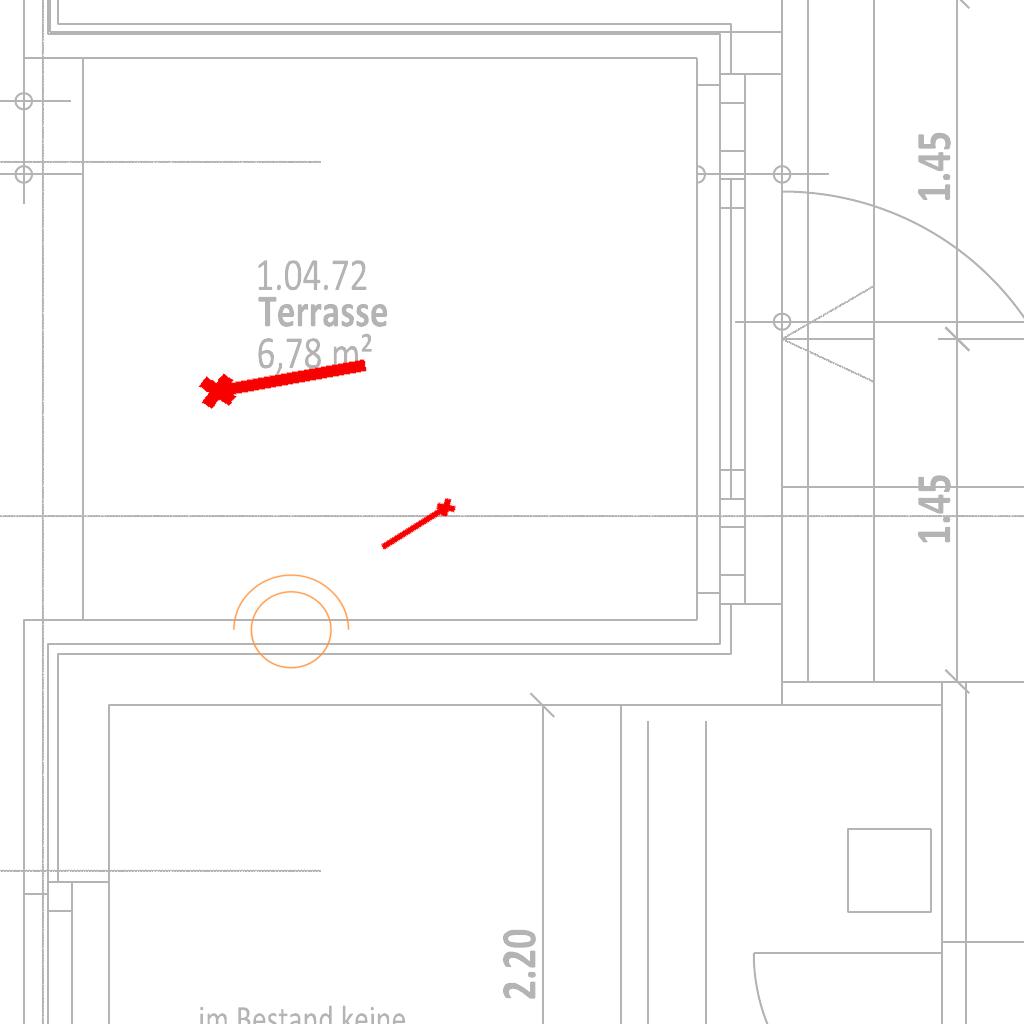 1.45
1.04.72
Terrasse
6,78 m²
1.45
2.20
im Bestand keine